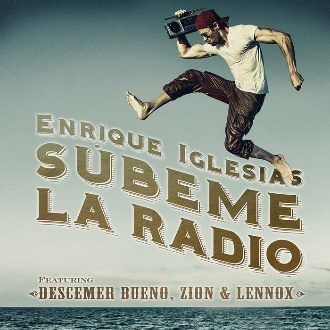 ENRIQUE IGLESIAS
SÚBEME
LA RADIO
FEATURING
DESCEMER BUENO, ZION & LENNOX